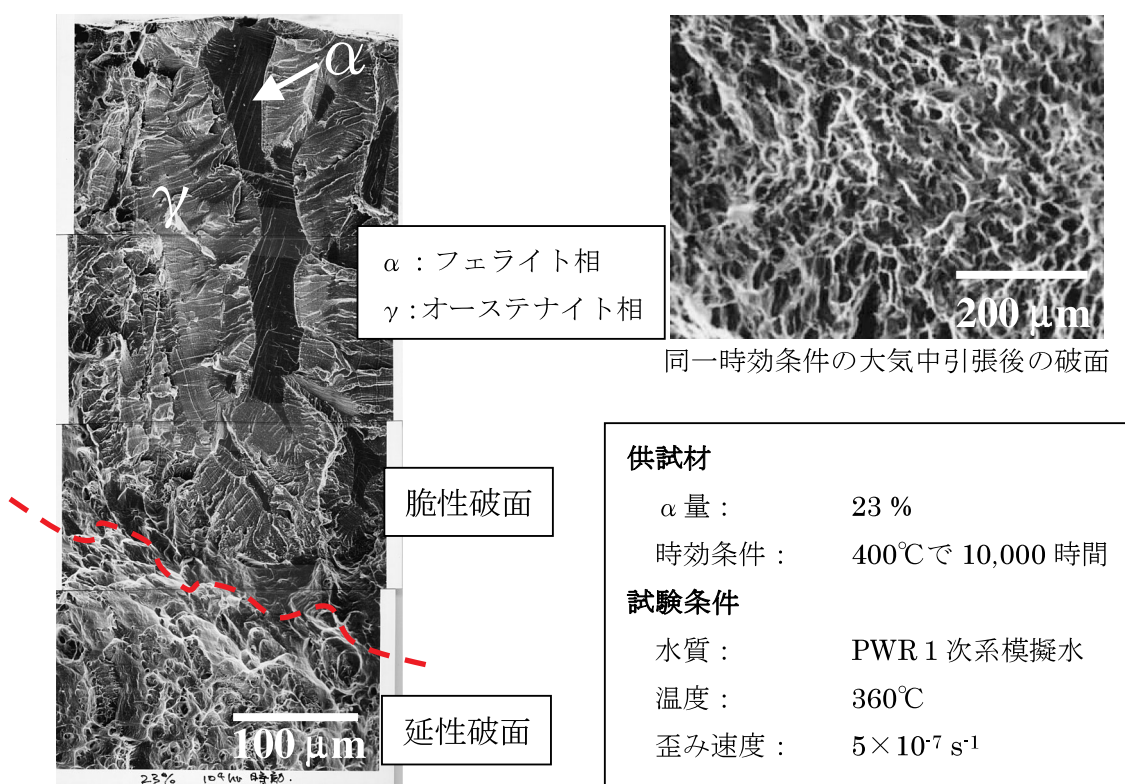 α
γ
α:フェライト相
γ:オーステナイト相
脆性破面
延性破面
100 μm
23% 10⁴hr 時効.
200 μm
同一時効条件の大気中引張後の破面
供試材
α量: 23 %
時効条件: 400℃で 10,000 時間
試験条件
水質: PWR 1 次系模擬水
温度: 360℃
歪み速度: 5×10⁻⁷ s⁻¹